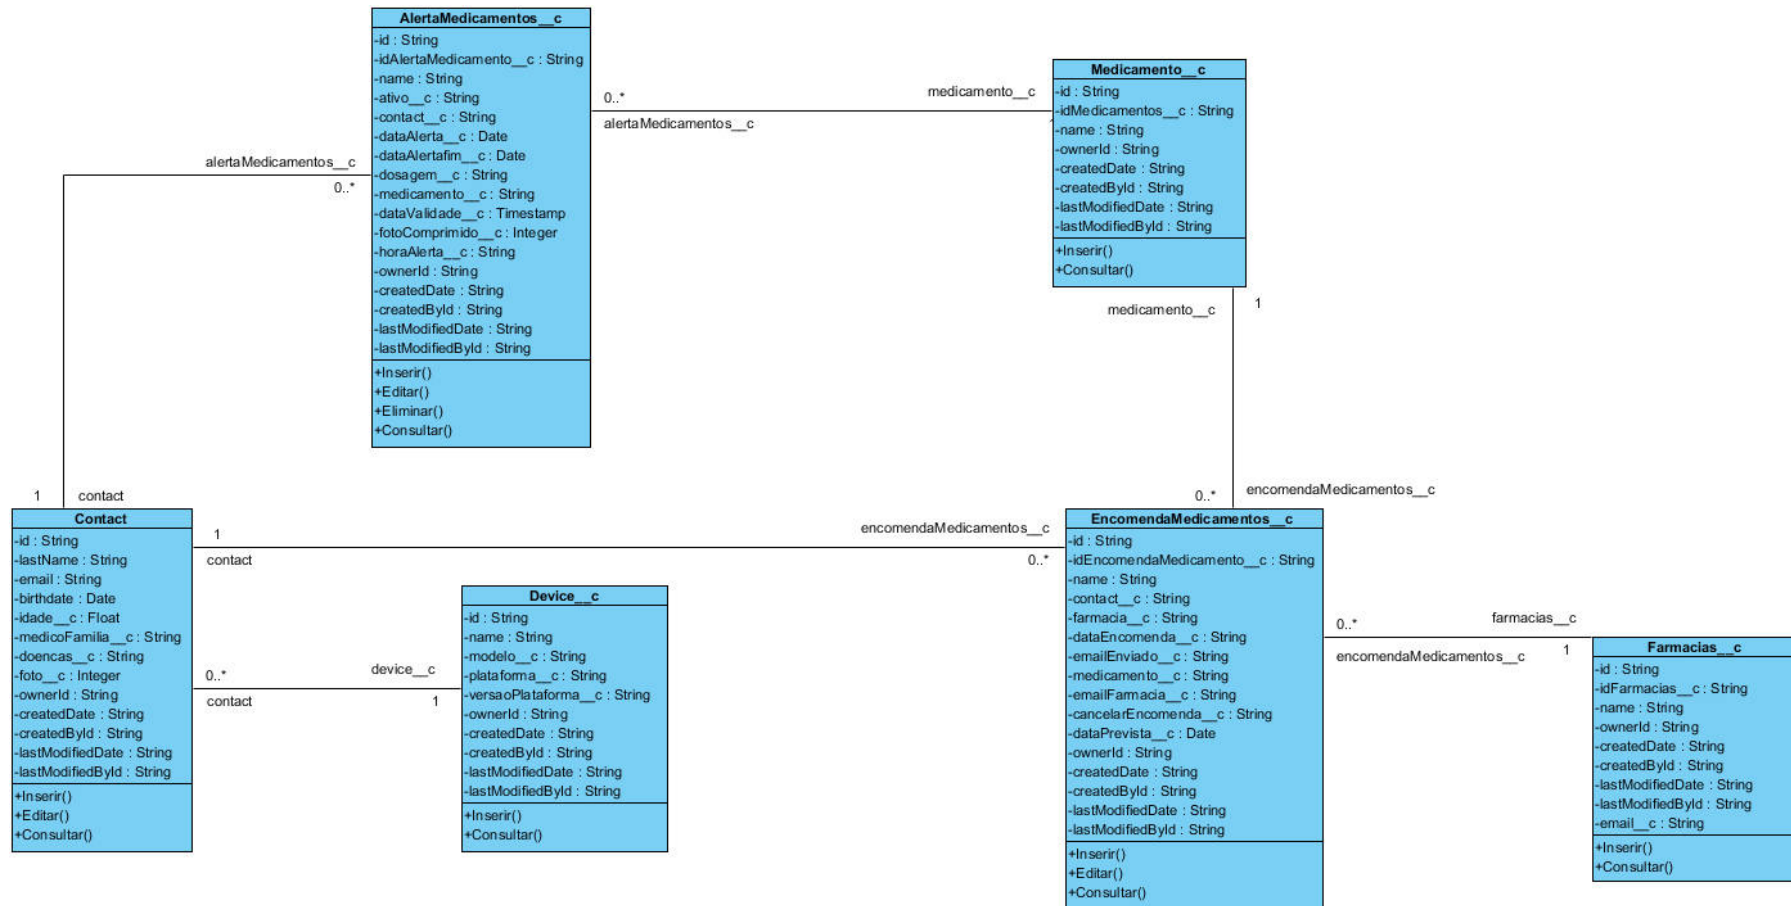 AlertaMedicamentos__c
-id : String
-idAlertaMedicamento__c : String
-name : String
-ativo__c : String
-contact__c : String
-dataAlerta__c : Date
-dataAlertafim__c : Date
-dosagem__c : String
-medicamento__c : String
-dataValidade__c : Timestamp
-fotoComprimido__c : Integer
-horaAlerta__c : String
-ownerId : String
-createdDate : String
-createdById : String
-lastModifiedDate : String
-lastModifiedById : String
+Inserir()
+Editar()
+Eliminar()
+Consultar()
0..*
medicamento__c
alertaMedicamentos__c
Medicamento__c
-id : String
-idMedicamentos__c : String
-name : String
-ownerId : String
-createdDate : String
-createdById : String
-lastModifiedDate : String
-lastModifiedById : String
+Inserir()
+Consultar()
alertaMedicamentos__c
0..*
1
contact
medicamento__c
1
0..*
encomendaMedicamentos__c
Contact
-id : String
-lastName : String
-email : String
-birthdate : Date
-idade__c : Float
-medicoFamilia__c : String
-doencas__c : String
-foto__c : Integer
-ownerId : String
-createdDate : String
-createdById : String
-lastModifiedDate : String
-lastModifiedById : String
+Inserir()
+Editar()
+Consultar()
1
contact
encomendaMedicamentos__c
0..*
0..*
contact
device__c
1
Device__c
-id : String
-name : String
-modelo__c : String
-plataforma__c : String
-versaoPlataforma__c : String
-ownerId : String
-createdDate : String
-createdById : String
-lastModifiedDate : String
-lastModifiedById : String
+Inserir()
+Consultar()
EncomendaMedicamentos__c
-id : String
-idEncomendaMedicamento__c : String
-name : String
-contact__c : String
-farmacia__c : String
-dataEncomenda__c : String
-emailEnviado__c : String
-medicamento__c : String
-emailFarmacia__c : String
-cancelarEncomenda__c : String
-dataPrevista__c : Date
-ownerId : String
-createdDate : String
-createdById : String
-lastModifiedDate : String
-lastModifiedById : String
+Inserir()
+Editar()
+Consultar()
0..*
farmacias__c
encomendaMedicamentos__c
1
Farmacias__c
-id : String
-idFarmacias__c : String
-name : String
-ownerId : String
-createdDate : String
-createdById : String
-lastModifiedDate : String
-lastModifiedById : String
-email__c : String
+Inserir()
+Consultar()